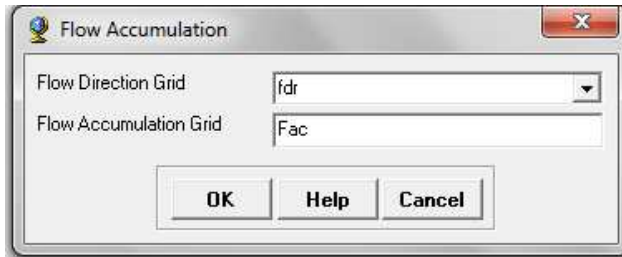 Flow Accumulation
Flow Direction Grid fdr
Flow Accumulation Grid Fac
OK Help Cancel